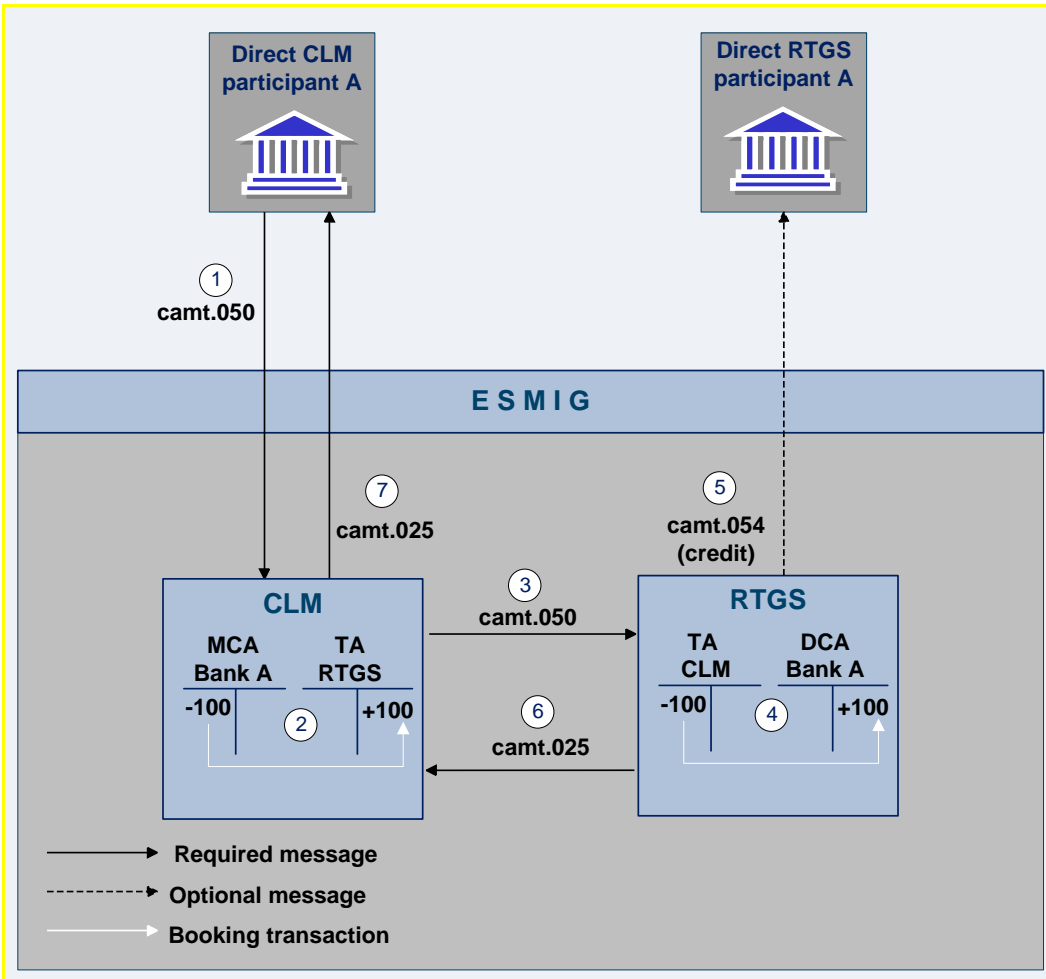 Direct CLM
participant A
Direct RTGS
participant A
1
camt.050
E S M I G
7
camt.025
5
camt.054
(credit)
CLM
MCA
Bank A
TA
RTGS
-100
2
+100
3
camt.050
6
camt.025
RTGS
TA
CLM
DCA
Bank A
-100
4
+100
Required message
Optional message
Booking transaction